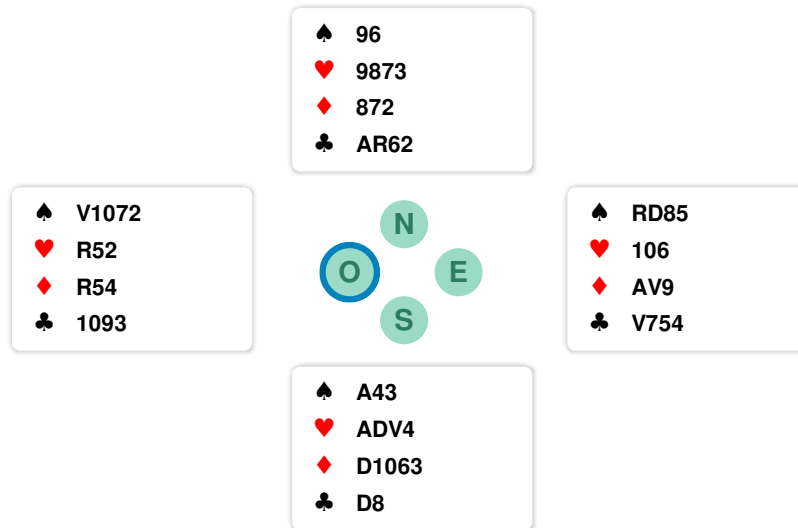 ♠ 96
♥ 9873
♦ 872
♣ AR62
♠ V1072
♥ R52
♦ R54
♣ 1093
N
O E
S
♠ RD85
♥ 106
♦ AV9
♣ V754
♠ A43
♥ ADV4
♦ D1063
♣ D8